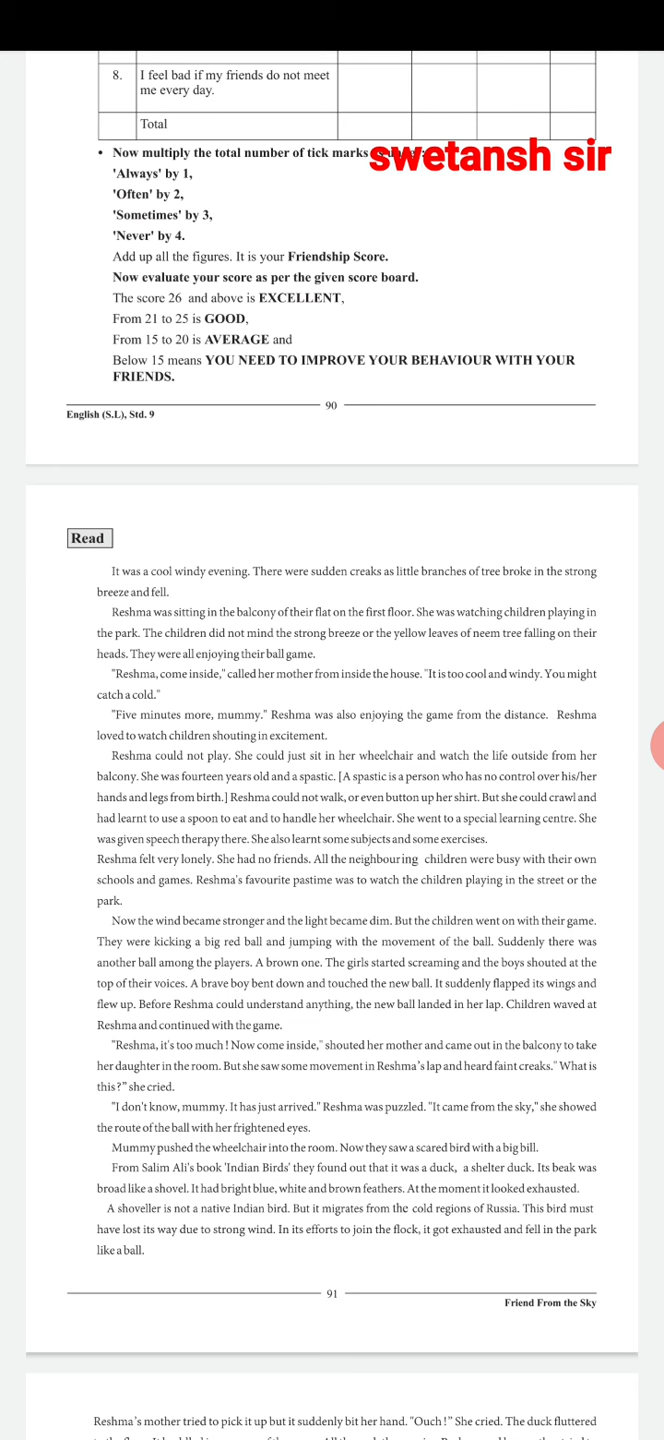 8. I feel bad if my friends do not meet
me every day.
Total
• Now multiply the total number of tick marks
swetansh sir
'Always' by 1,
'Often' by 2,
'Sometimes' by 3,
'Never' by 4.
Add up all the figures. It is your Friendship Score.
Now evaluate your score as per the given score board.
The score 26 and above is EXCELLENT,
From 21 to 25 is GOOD,
From 15 to 20 is AVERAGE and
Below 15 means YOU NEED TO IMPROVE YOUR BEHAVIOUR WITH YOUR
FRIENDS.
90
English (S.L), Std. 9
Read
It was a cool windy evening. There were sudden creaks as little branches of tree broke in the strong
breeze and fell.
Reshma was sitting in the balcony of their flat on the first floor. She was watching children playing in
the park. The children did not mind the strong breeze or the yellow leaves of neem tree falling on their
heads. They were all enjoying their ball game.
"Reshma, come inside," called her mother from inside the house. "It is too cool and windy. You might
catch a cold."
"Five minutes more, mummy." Reshma was also enjoying the game from the distance. Reshma
loved to watch children shouting in excitement.
Reshma could not play. She could just sit in her wheelchair and watch the life outside from her
balcony. She was fourteen years old and a spastic. [A spastic is a person who has no control over his/her
hands and legs from birth.] Reshma could not walk, or even button up her shirt. But she could crawl and
had learnt to use a spoon to eat and to handle her wheelchair. She went to a special learning centre. She
was given speech therapy there. She also learnt some subjects and some exercises.
Reshma felt very lonely. She had no friends. All the neighbouring children were busy with their own
schools and games. Reshma's favourite pastime was to watch the children playing in the street or the
park.
Now the wind became stronger and the light became dim. But the children went on with their game.
They were kicking a big red ball and jumping with the movement of the ball. Suddenly there was
another ball among the players. A brown one. The girls started screaming and the boys shouted at the
top of their voices. A brave boy bent down and touched the new ball. It suddenly flapped its wings and
flew up. Before Reshma could understand anything, the new ball landed in her lap. Children waved at
Reshma and continued with the game.
"Reshma, it's too much ! Now come inside," shouted her mother and came out in the balcony to take
her daughter in the room. But she saw some movement in Reshma's lap and heard faint creaks." What is
this?" she cried.
"I don't know, mummy. It has just arrived." Reshma was puzzled. "It came from the sky," she showed
the route of the ball with her frightened eyes.
Mummy pushed the wheelchair into the room. Now they saw a scared bird with a big bill.
From Salim Ali's book 'Indian Birds' they found out that it was a duck, a shelter duck. Its beak was
broad like a shovel. It had bright blue, white and brown feathers. At the moment it looked exhausted.
A shoveller is not a native Indian bird. But it migrates from the cold regions of Russia. This bird must
have lost its way due to strong wind. In its efforts to join the flock, it got exhausted and fell in the park
like a ball.
91
Friend From the Sky
Reshma's mother tried to pick it up but it suddenly bit her hand. "Ouch !" She cried. The duck fluttered